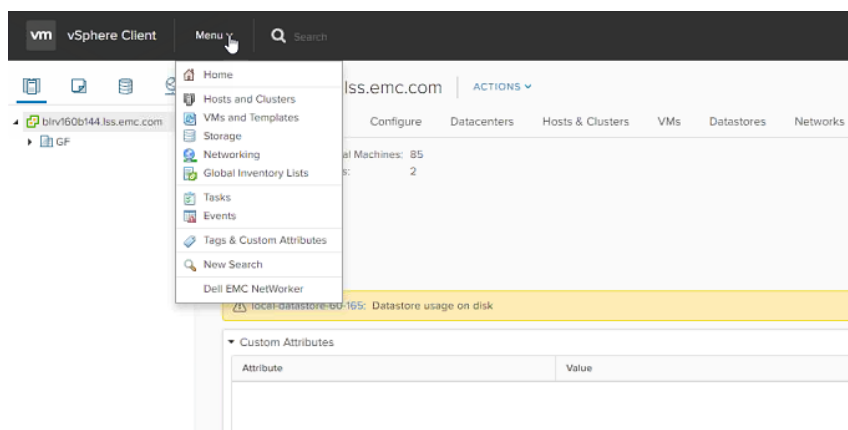 vm vSphere Client Menu Search
Home
Hosts and Clusters
VMs and Templates
Storage
Networking
Global Inventory Lists
Tasks
Events
Tags & Custom Attributes
New Search
Dell EMC NetWorker
blrv160b144.lss.emc.com
GF
lss.emc.com ACTIONS
Configure Datacenters Hosts & Clusters VMs Datastores Networks
al Machines: 85
s: 2
local-datastore-60-165: Datastore usage on disk
Custom Attributes
Attribute Value